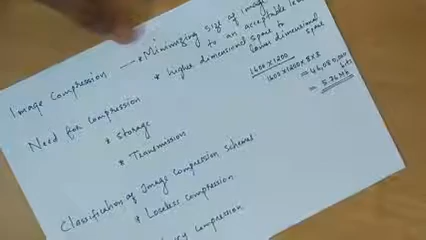 Image Compression — * Minimizing size of image
to an acceptable level
* higher dimensional space to
lower dimensional space
1600 x 1200
1600 x 1200 x 8 x 3
⇒ 46,080,000
bits
⇒ 5.76 Mb
Need for compression
* Storage
* Transmission
Classification of Image Compression Schemes
* Lossless compression
compression